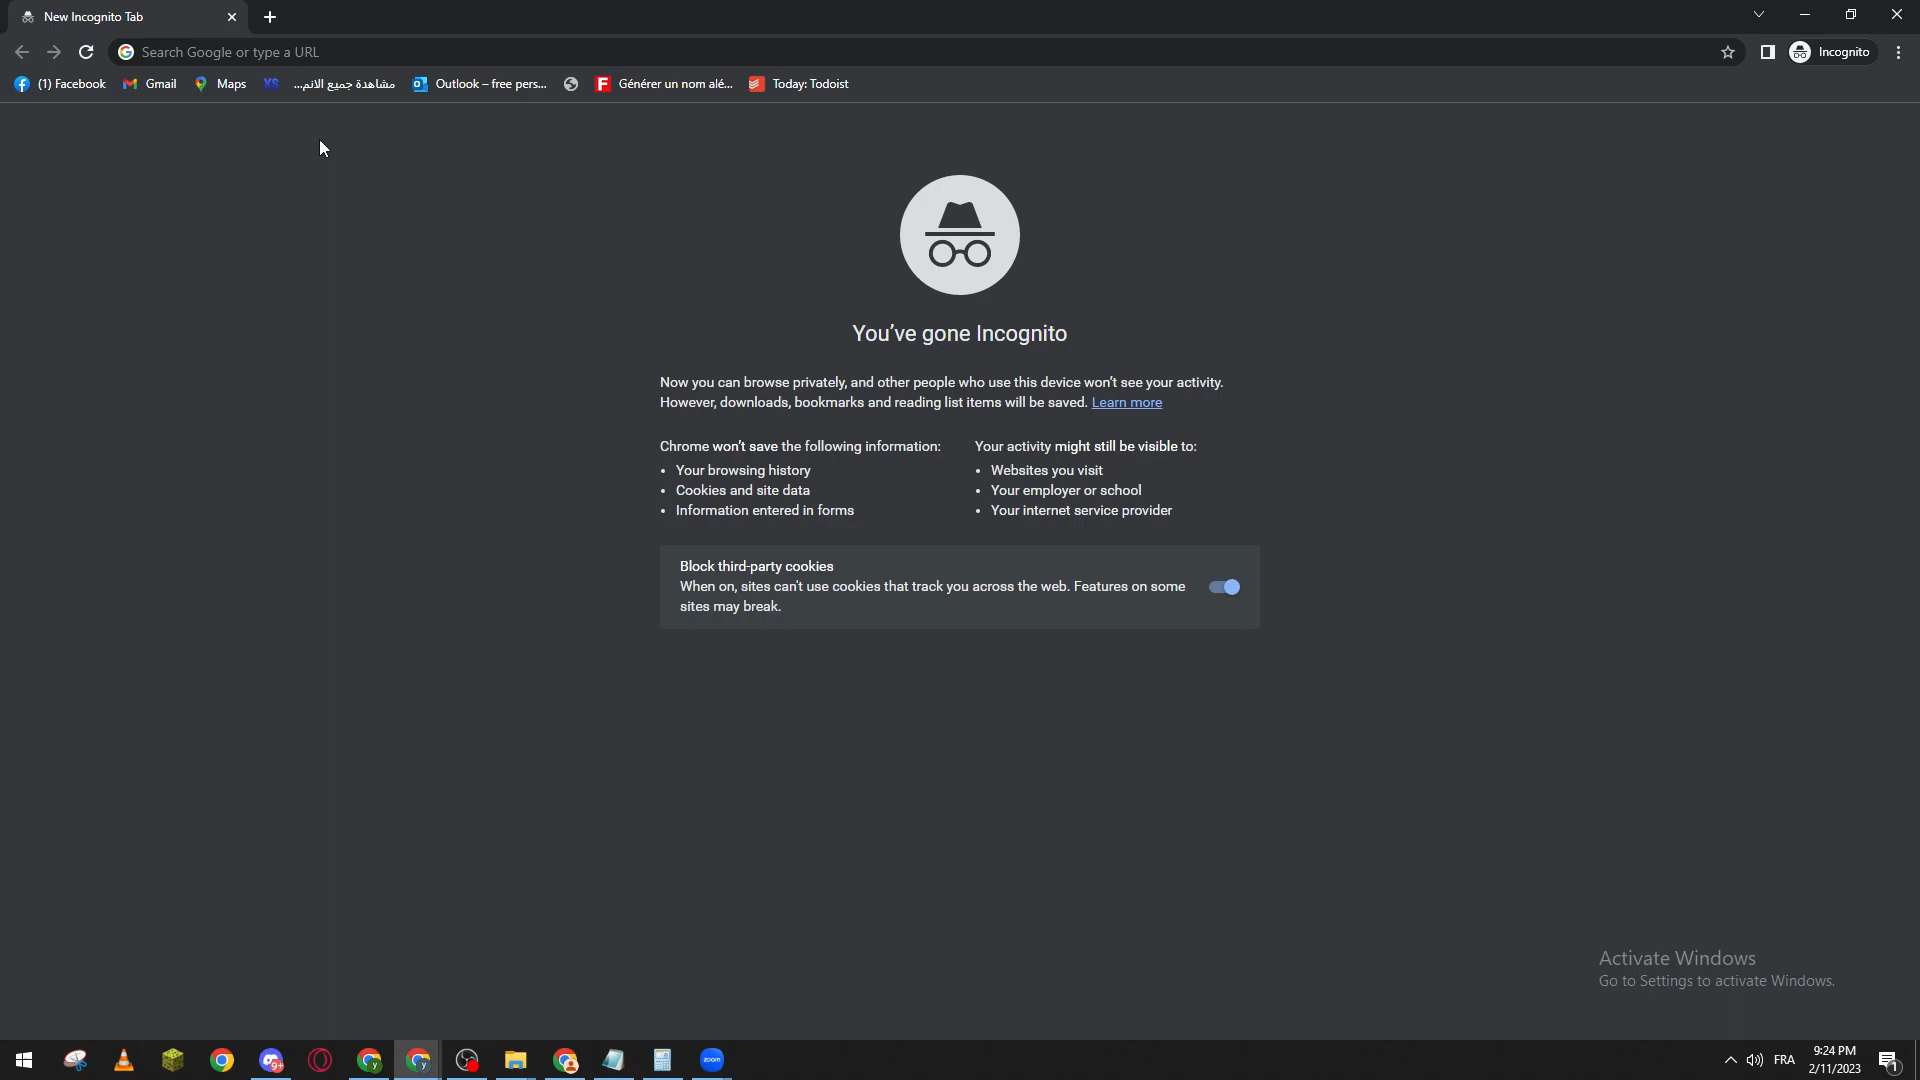 New Incognito Tab
Search Google or type a URL
Incognito
(1) Facebook
Gmail
Maps
XS
مشاهدة جميع الانم...
Outlook – free pers...
Générer un nom alé...
Today: Todoist
You've gone Incognito
Now you can browse privately, and other people who use this device won't see your activity.
However, downloads, bookmarks and reading list items will be saved. Learn more
Chrome won't save the following information:
• Your browsing history
• Cookies and site data
• Information entered in forms
Your activity might still be visible to:
• Websites you visit
• Your employer or school
• Your internet service provider
Block third-party cookies
When on, sites can't use cookies that track you across the web. Features on some
sites may break.
Activate Windows
Go to Settings to activate Windows.
9+
y
y
zoom
FRA
9:24 PM
2/11/2023
1